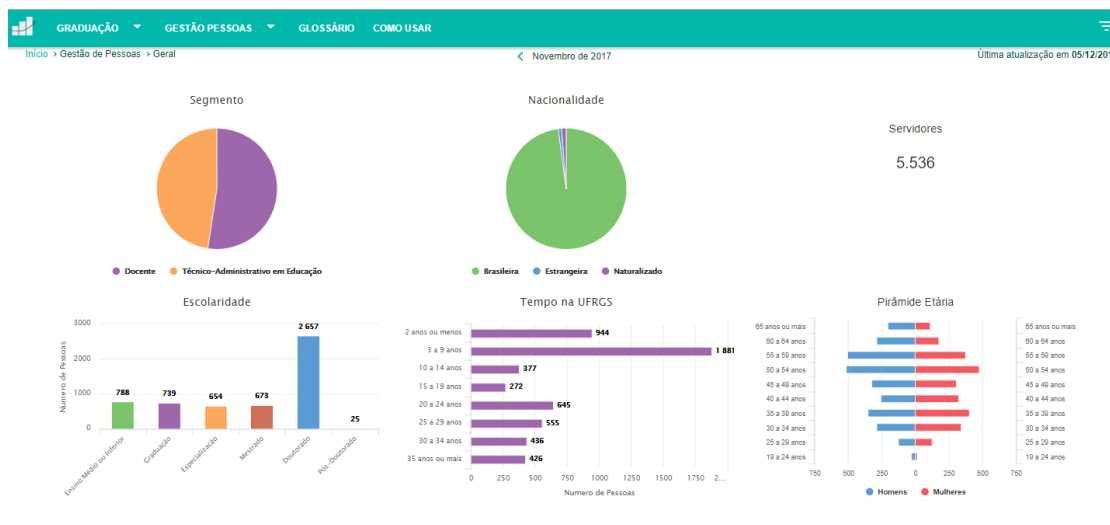 GRADUAÇÃO GESTÃO PESSOAS GLOSSÁRIO COMO USAR
Início > Gestão de Pessoas > Geral
Novembro de 2017
Última atualização em 05/12/201
Segmento
Docente Técnico-Administrativo em Educação
Nacionalidade
Brasileira Estrangeira Naturalizado
Servidores
5.536
Escolaridade
Numero de Pessoas
3000
2000
1000
0
788
739
654
673
2 657
25
Ensino Médio ou Inferior
Graduação
Especialização
Mestrado
Doutorado
Pós-Doutorado
Tempo na UFRGS
2 anos ou menos 944
3 a 9 anos 1 881
10 a 14 anos 377
15 a 19 anos 272
20 a 24 anos 645
25 a 29 anos 555
30 a 34 anos 436
35 anos ou mais 426
0 250 500 750 1000 1250 1500 1750 2...
Numero de Pessoas
Pirâmide Etária
65 anos ou mais 65 anos ou mais
60 a 64 anos 60 a 64 anos
55 a 59 anos 55 a 59 anos
50 a 54 anos 50 a 54 anos
45 a 49 anos 45 a 49 anos
40 a 44 anos 40 a 44 anos
35 a 39 anos 35 a 39 anos
30 a 34 anos 30 a 34 anos
25 a 29 anos 25 a 29 anos
19 a 24 anos 19 a 24 anos
750 500 250 0 250 500 750
Homens Mulheres